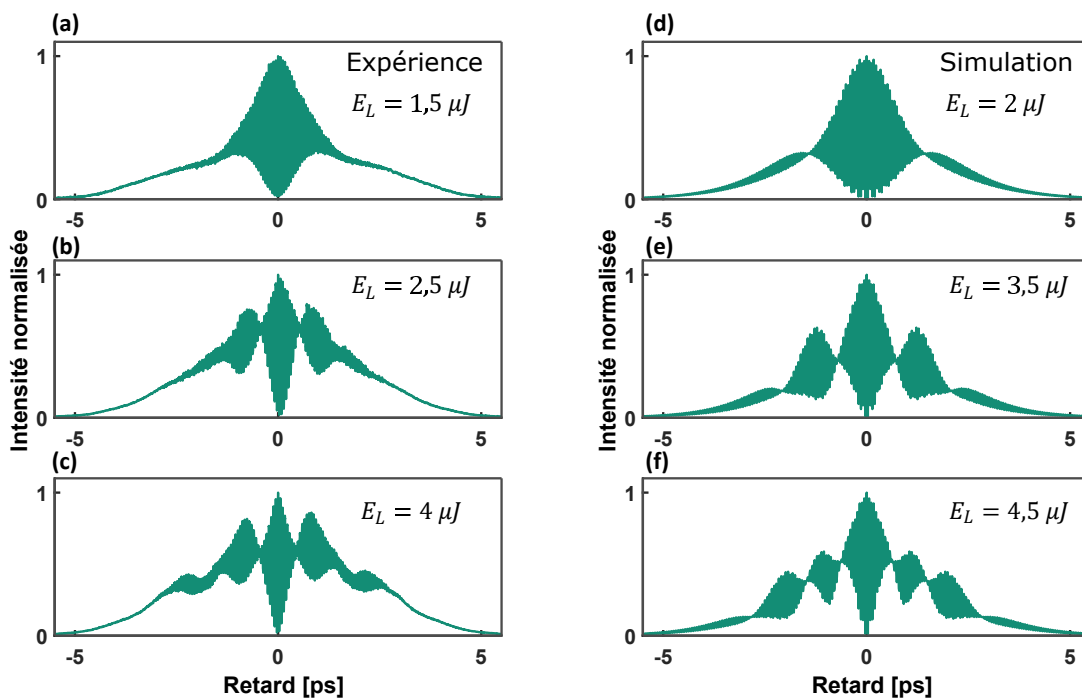 (a)
1
0
-5
0
5
Expérience
E_L = 1,5 μJ
(b)
1
0
-5
0
5
E_L = 2,5 μJ
(c)
1
0
-5
0
5
E_L = 4 μJ
Intensité normalisée
Retard [ps]
(d)
1
0
-5
0
5
Simulation
E_L = 2 μJ
(e)
1
0
-5
0
5
E_L = 3,5 μJ
(f)
1
0
-5
0
5
E_L = 4,5 μJ
Intensité normalisée
Retard [ps]